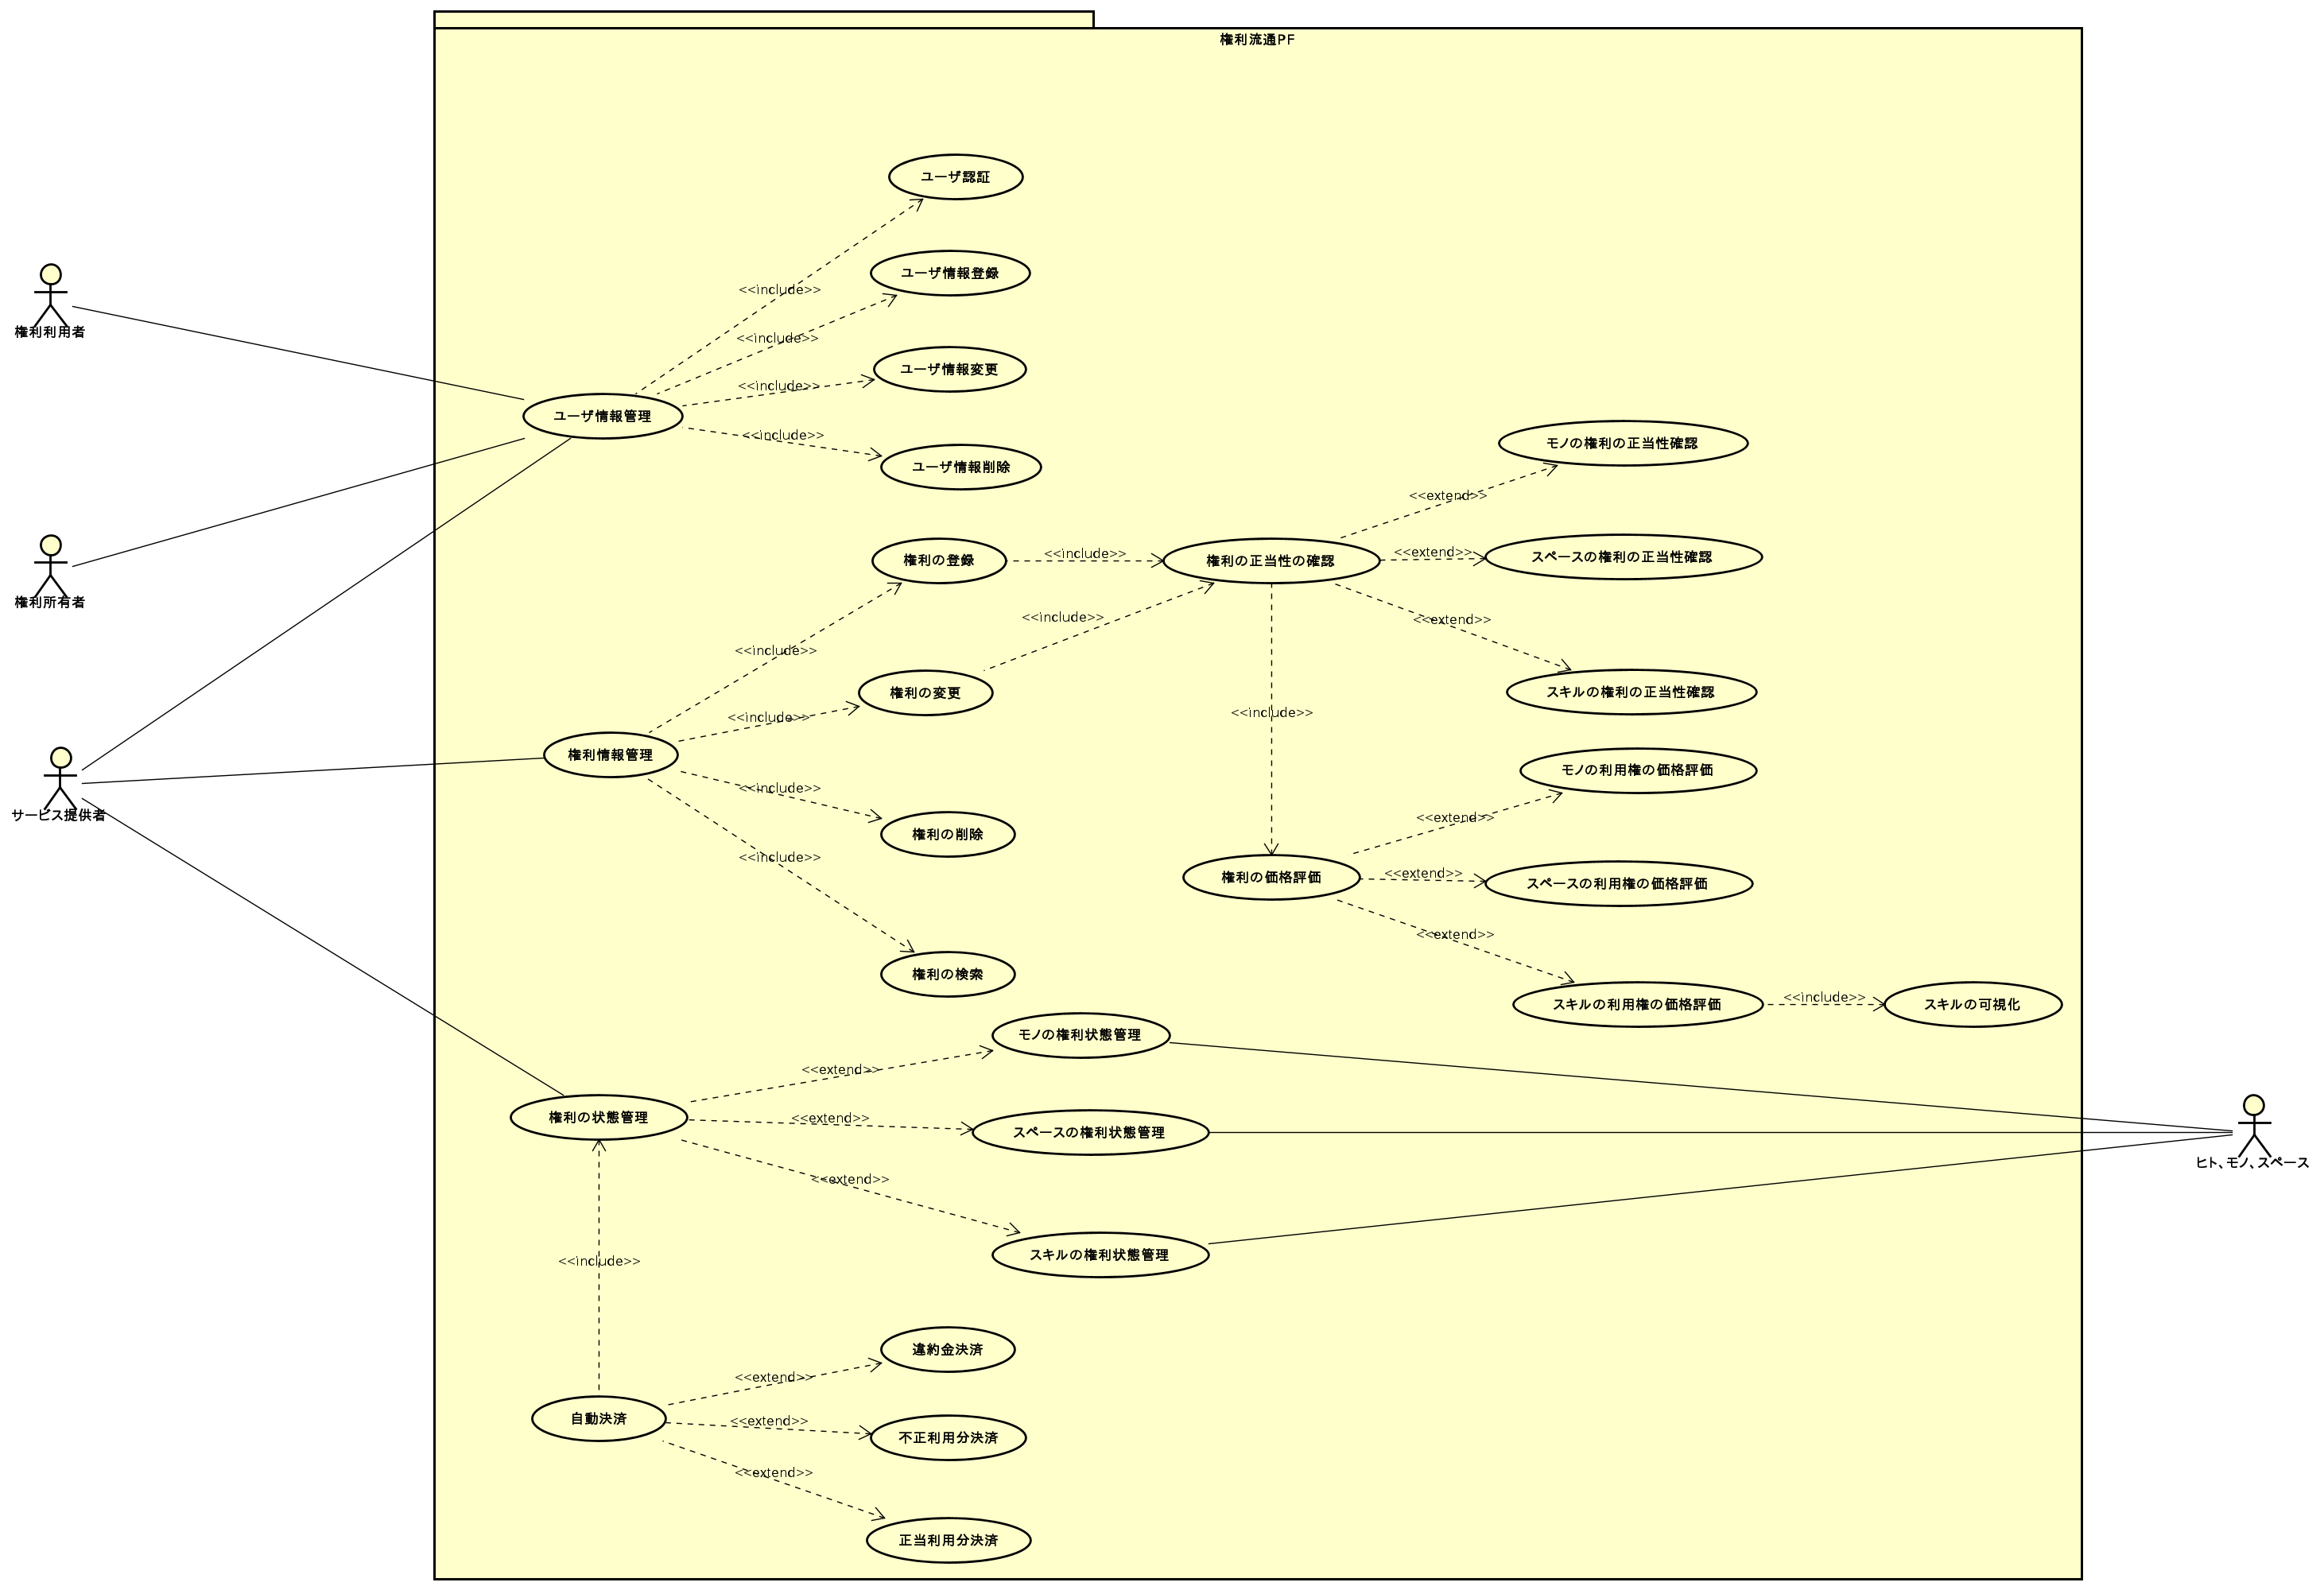 権利流通PF
ユーザ認証
ユーザ情報登録
<<include>>
権利利用者
<<include>>
ユーザ情報変更
<<include>>
ユーザ情報管理
<<include>>
モノの権利の正当性確認
ユーザ情報削除
<<extend>>
<<include>>
<<extend>>
スペースの権利の正当性確認
権利の登録
権利の正当性の確認
権利所有者
<<include>>
<<extend>>
<<include>>
権利の変更
スキルの権利の正当性確認
<<include>>
<<include>>
権利情報管理
モノの利用権の価格評価
<<include>>
サービス提供者
<<extend>>
権利の削除
<<include>>
<<extend>>
権利の価格評価
スペースの利用権の価格評価
<<extend>>
権利の検索
<<include>>
スキルの利用権の価格評価
スキルの可視化
モノの権利状態管理
<<extend>>
権利の状態管理
<<extend>>
スペースの権利状態管理
ヒト、モノ、スペース
<<extend>>
スキルの権利状態管理
<<include>>
違約金決済
<<extend>>
自動決済
<<extend>>
不正利用分決済
<<extend>>
正当利用分決済